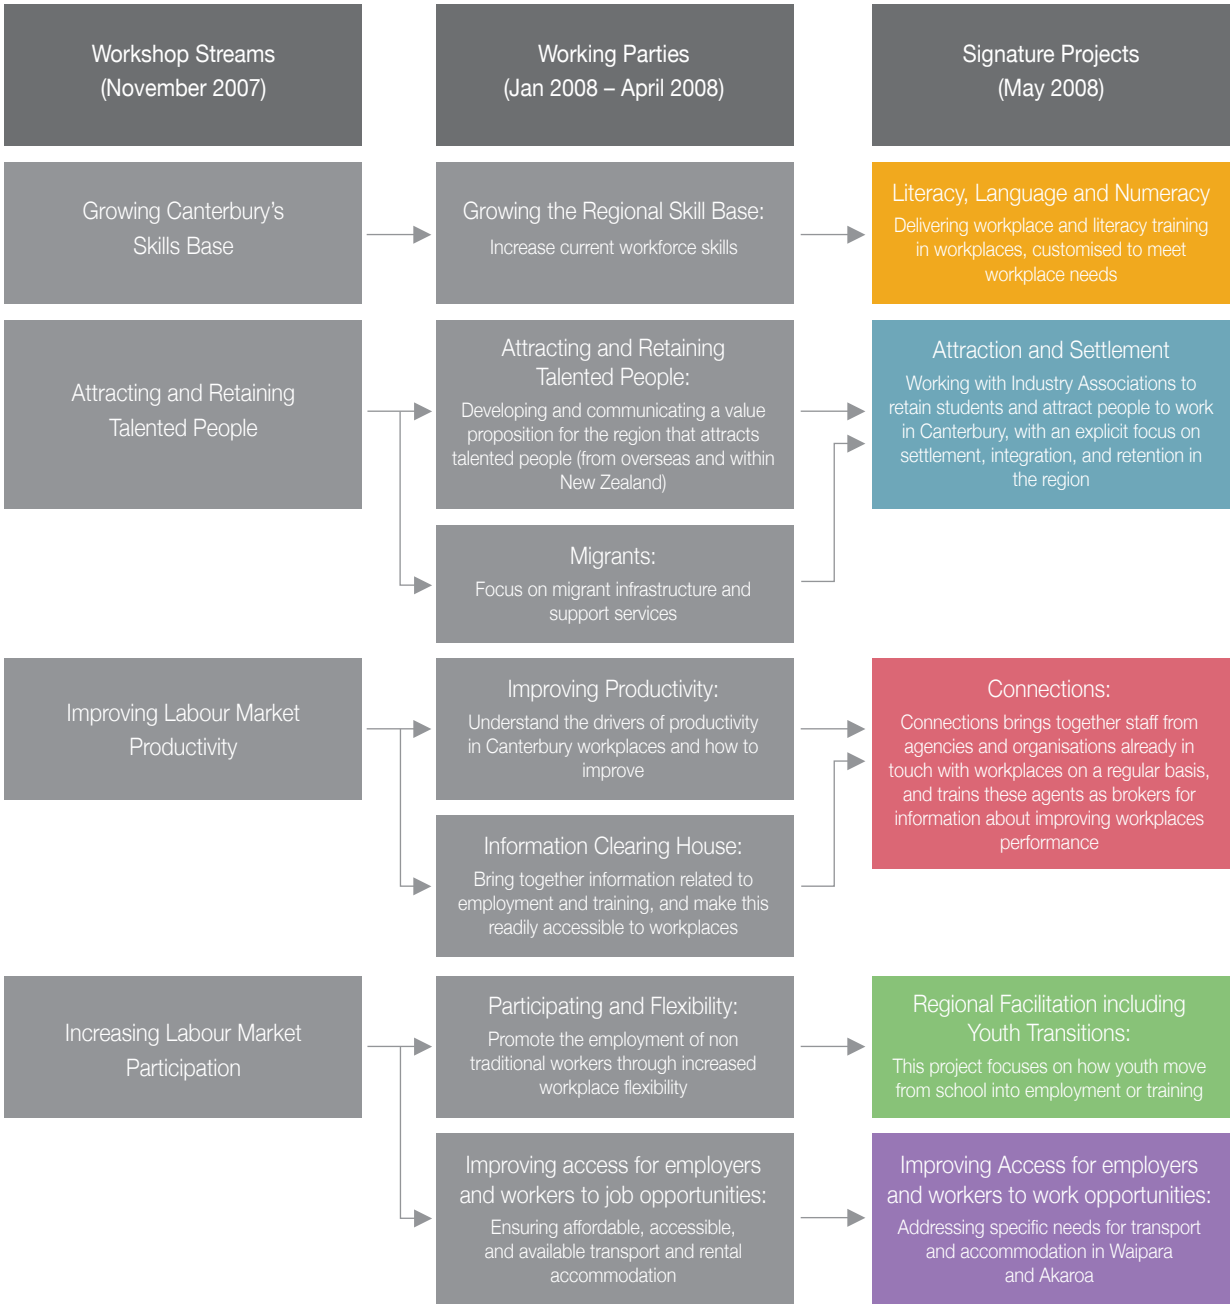 Workshop Streams
(November 2007)
Working Parties
(Jan 2008 – April 2008)
Signature Projects
(May 2008)
Growing Canterbury's
Skills Base
Growing the Regional Skill Base:
Increase current workforce skills
Literacy, Language and Numeracy
Delivering workplace and literacy training
in workplaces, customised to meet
workplace needs
Attracting and Retaining
Talented People
Attracting and Retaining
Talented People:
Developing and communicating a value
proposition for the region that attracts
talented people (from overseas and within
New Zealand)
Attraction and Settlement
Working with Industry Associations to
retain students and attract people to work
in Canterbury, with an explicit focus on
settlement, integration, and retention in
the region
Migrants:
Focus on migrant infrastructure and
support services
Improving Labour Market
Productivity
Improving Productivity:
Understand the drivers of productivity
in Canterbury workplaces and how to
improve
Connections:
Connections brings together staff from
agencies and organisations already in
touch with workplaces on a regular basis,
and trains these agents as brokers for
information about improving workplaces
performance
Information Clearing House:
Bring together information related to
employment and training, and make this
readily accessible to workplaces
Increasing Labour Market
Participation
Participating and Flexibility:
Promote the employment of non
traditional workers through increased
workplace flexibility
Regional Facilitation including
Youth Transitions:
This project focuses on how youth move
from school into employment or training
Improving access for employers
and workers to job opportunities:
Ensuring affordable, accessible,
and available transport and rental
accommodation
Improving Access for employers
and workers to work opportunities:
Addressing specific needs for transport
and accommodation in Waipara
and Akaroa